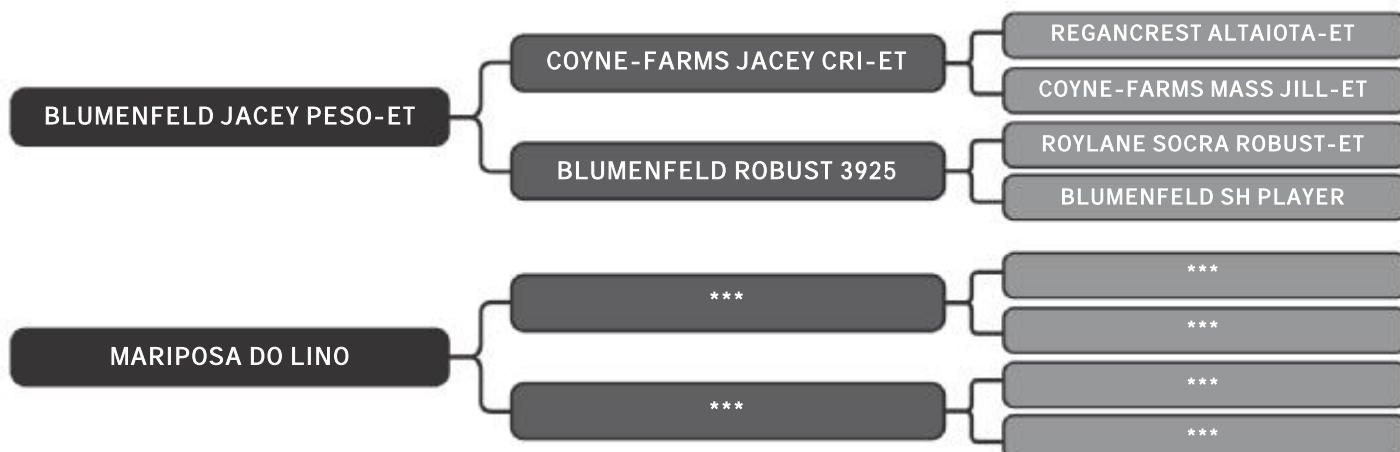 BLUMENFELD JACEY PESO-ET
COYNE-FARMS JACEY CRI-ET
REGANCREST ALTAIOTA-ET
COYNE-FARMS MASS JILL-ET
BLUMENFELD ROBUST 3925
ROYLANE SOCRA ROBUST-ET
BLUMENFELD SH PLAYER
MARIPOSA DO LINO
***
***
***
***
***
***